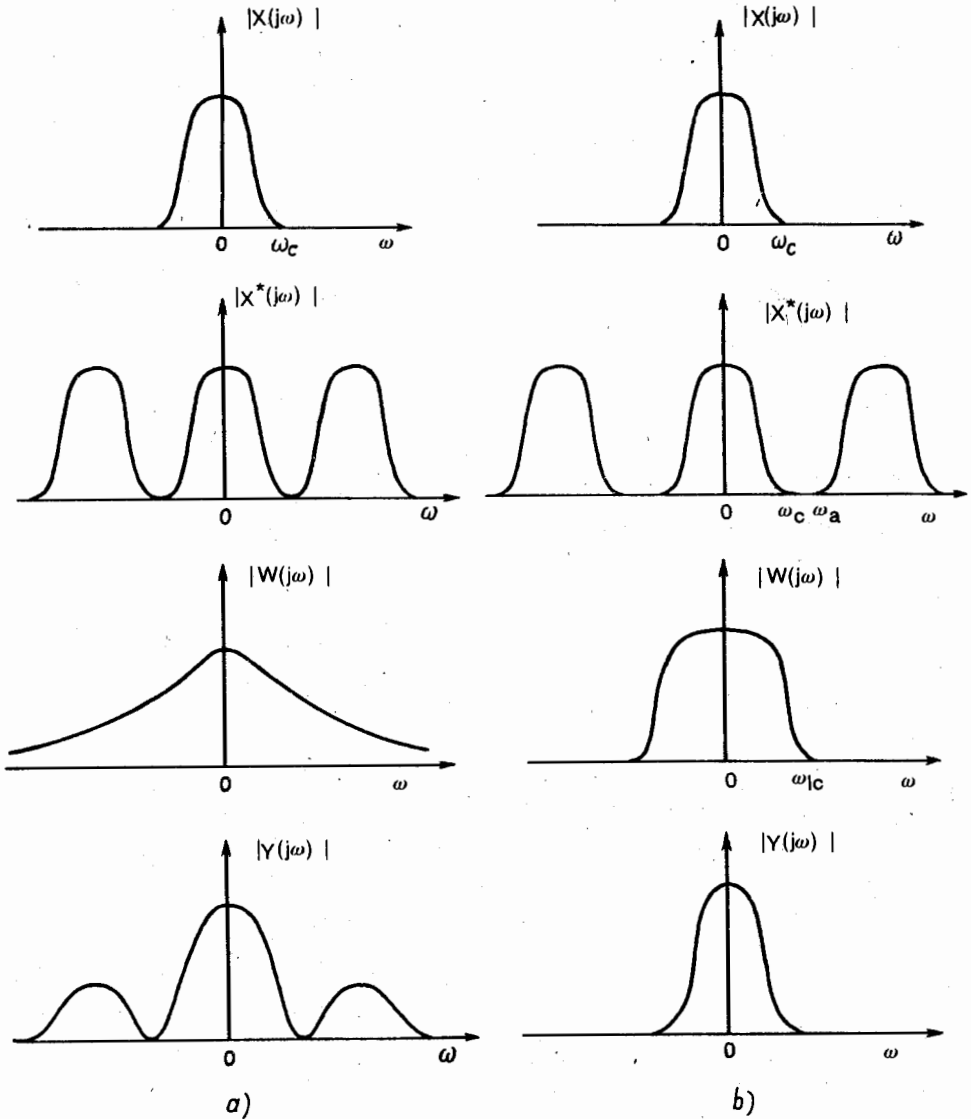 |X(jω) |
|X(jω) |
0 ω_c ω
0 ω_c ω
|X*(jω) |
|X*(jω) |
0 ω
0 ω_c ω_a ω
|W(jω) |
|W(jω) |
0 ω
0 ω_lc ω
|Y(jω) |
|Y(jω) |
0 ω
0 ω
a)
b)